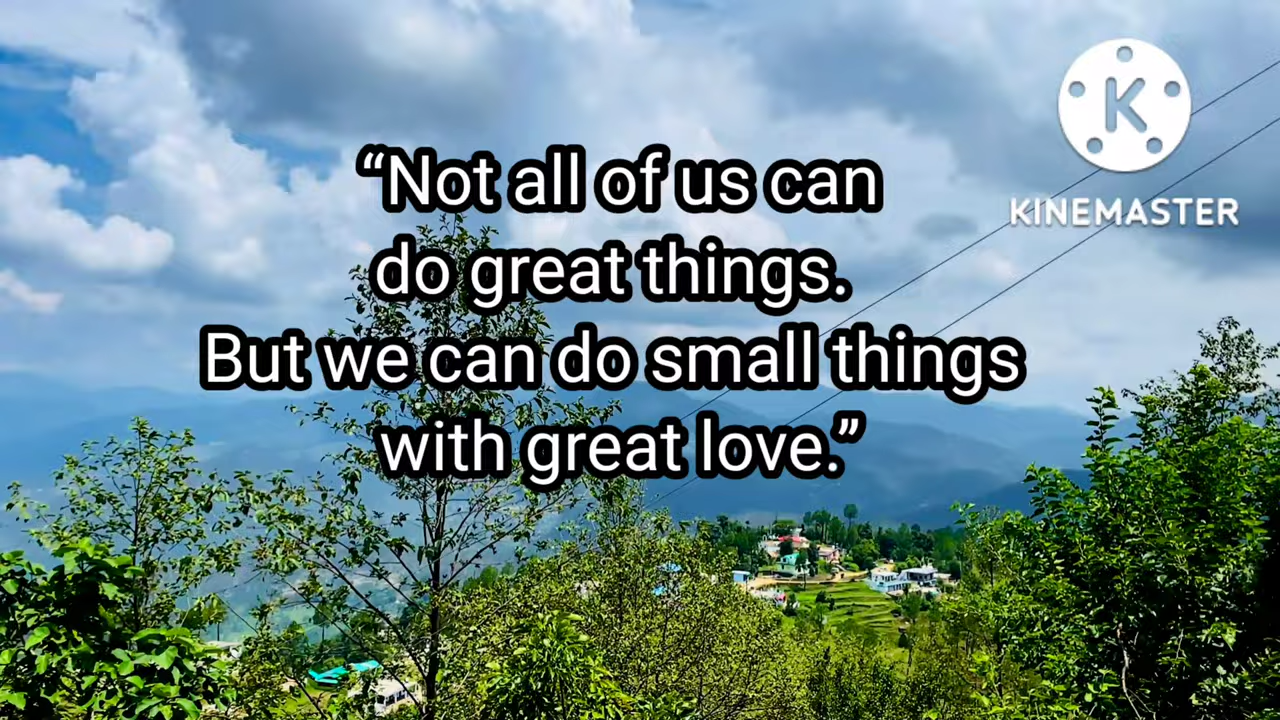 “Not all of us can
do great things.
But we can do small things
with great love.”
K
KINEMASTER